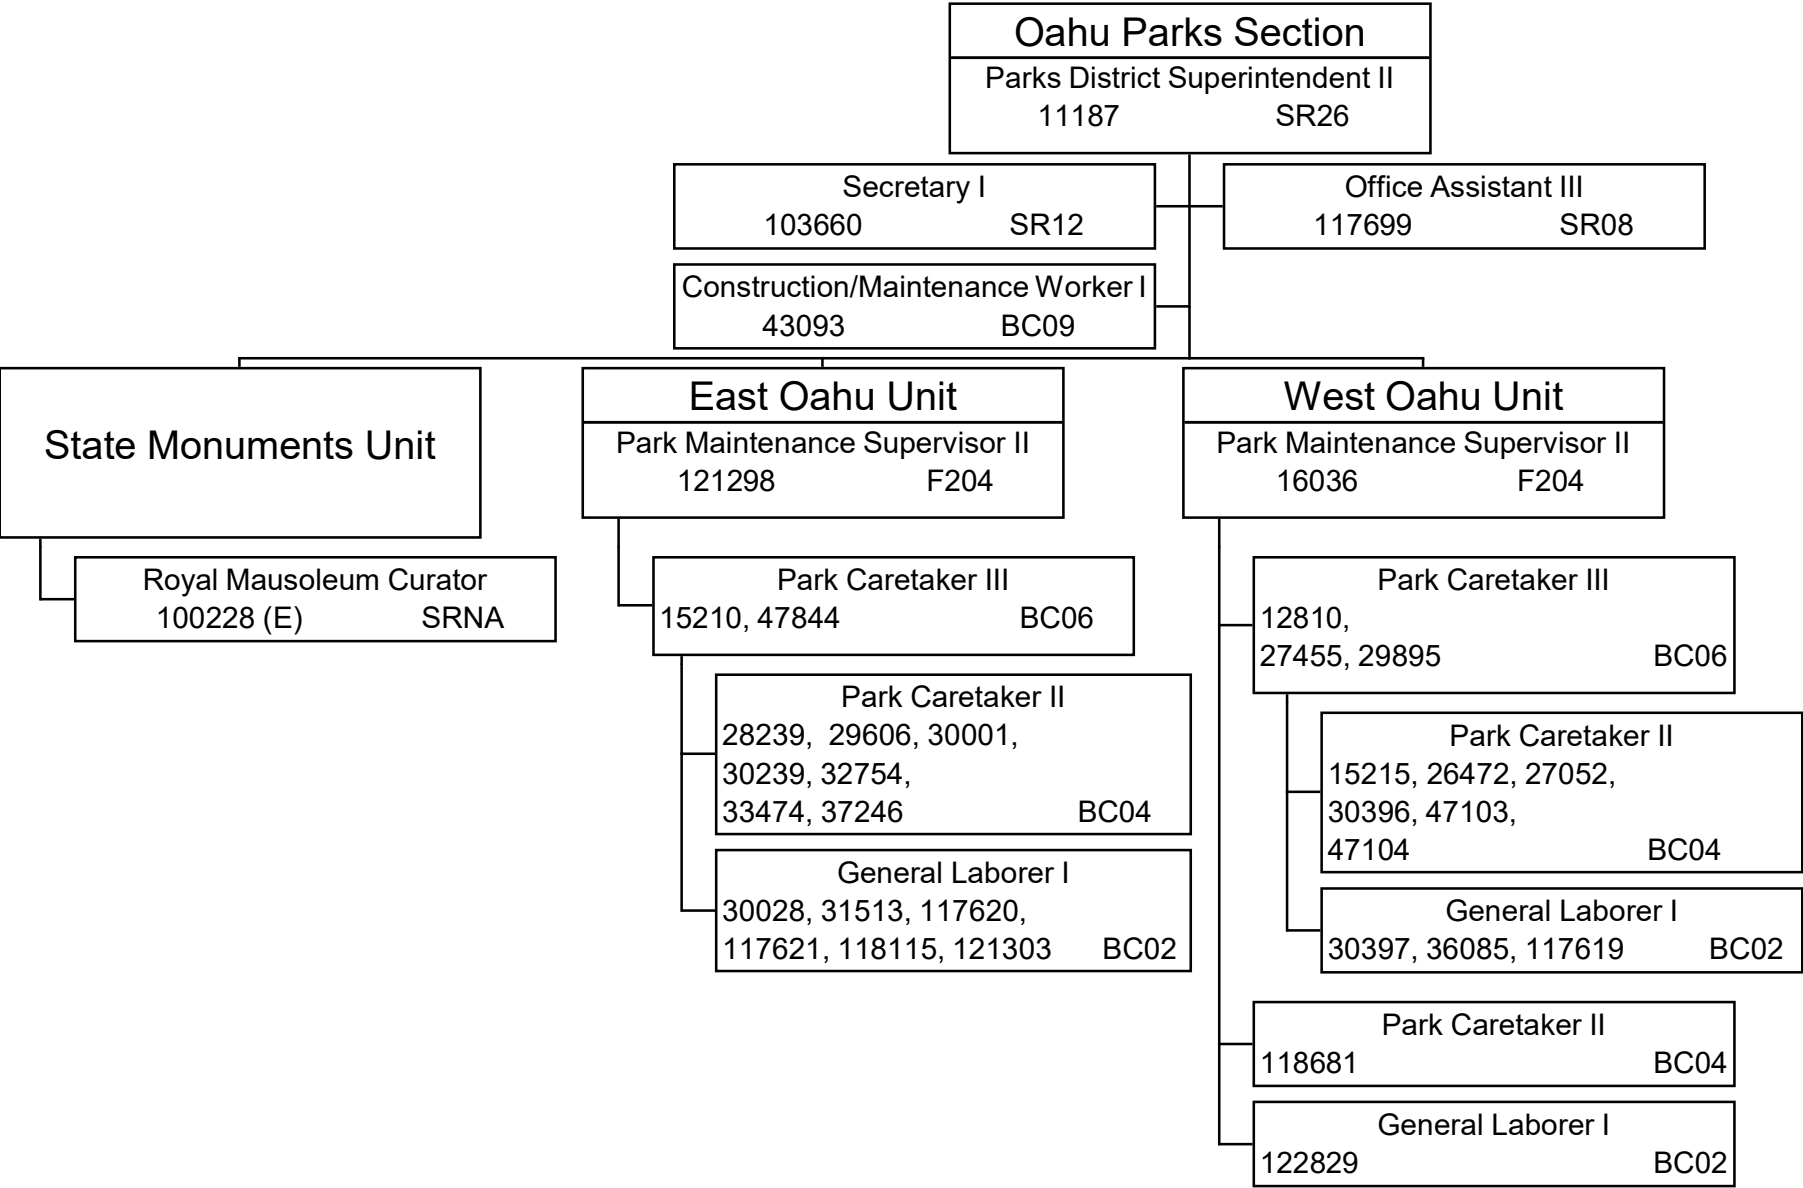 Oahu Parks Section
Parks District Superintendent II
11187 SR26
Secretary I
103660 SR12
Office Assistant III
117699 SR08
Construction/Maintenance Worker I
43093 BC09
State Monuments Unit
Royal Mausoleum Curator
100228 (E) SRNA
East Oahu Unit
Park Maintenance Supervisor II
121298 F204
Park Caretaker III
15210, 47844 BC06
Park Caretaker II
28239, 29606, 30001,
30239, 32754,
33474, 37246 BC04
General Laborer I
30028, 31513, 117620,
117621, 118115, 121303 BC02
West Oahu Unit
Park Maintenance Supervisor II
16036 F204
Park Caretaker III
12810,
27455, 29895 BC06
Park Caretaker II
15215, 26472, 27052,
30396, 47103,
47104 BC04
General Laborer I
30397, 36085, 117619 BC02
Park Caretaker II
118681 BC04
General Laborer I
122829 BC02